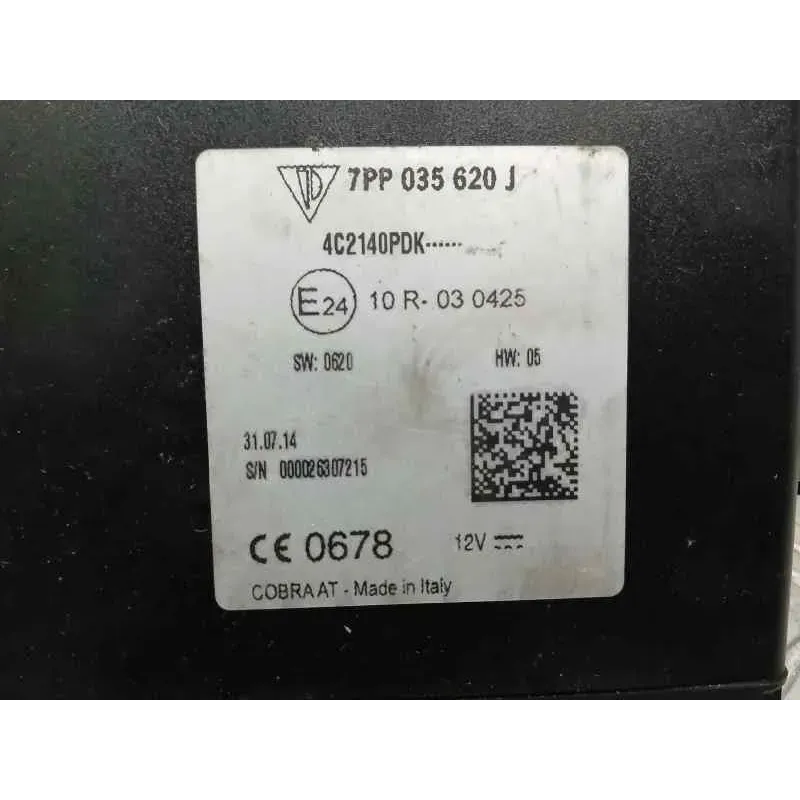 7PP 035 620 J
4C2140PDK······
E24 10 R- 03 0425
SW: 0620 HW: 05
31.07.14
S/N 000026307215
CE 0678 12V
COBRA AT - Made in Italy